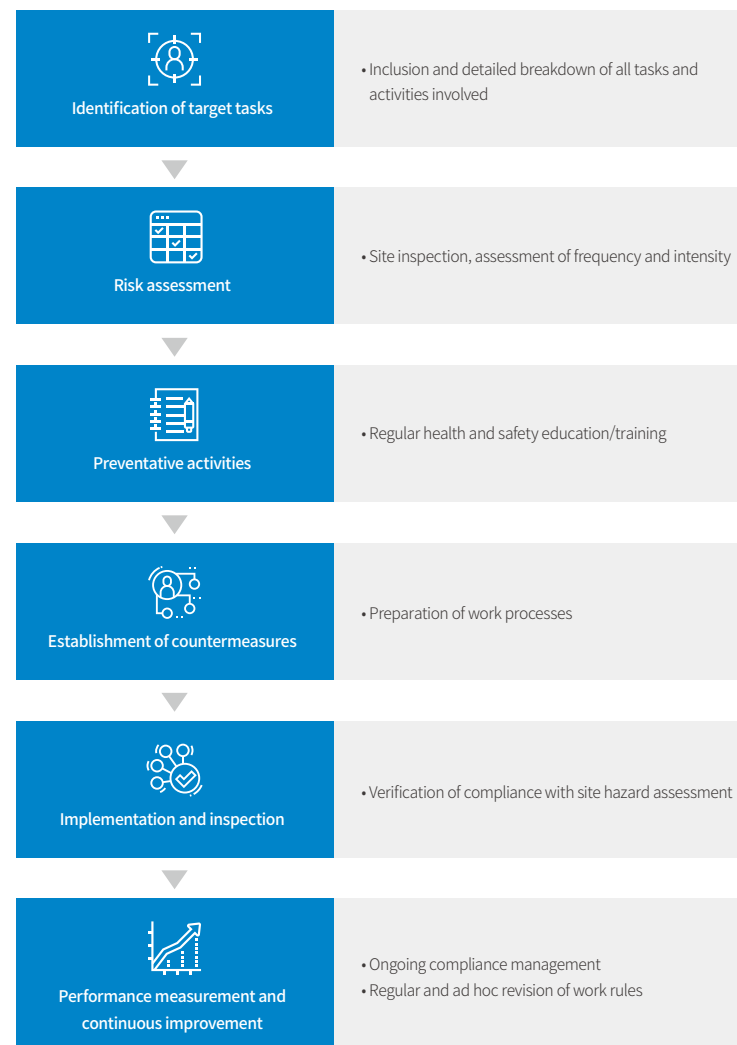 Identification of target tasks
• Inclusion and detailed breakdown of all tasks and
activities involved
Risk assessment
• Site inspection, assessment of frequency and intensity
Preventative activities
• Regular health and safety education/training
Establishment of countermeasures
• Preparation of work processes
Implementation and inspection
• Verification of compliance with site hazard assessment
Performance measurement and
continuous improvement
• Ongoing compliance management
• Regular and ad hoc revision of work rules